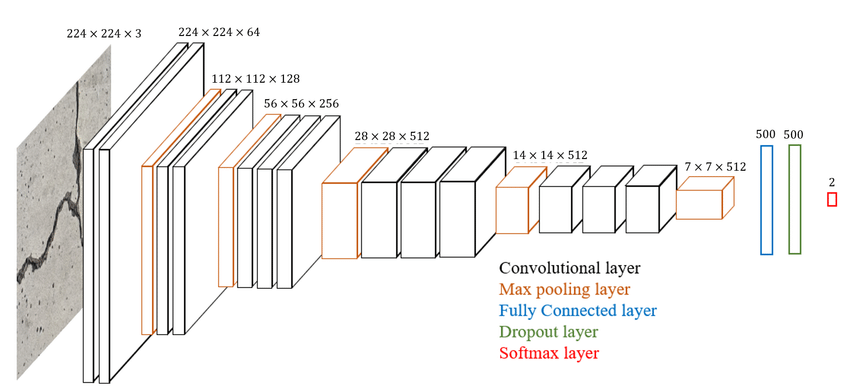 224 × 224 × 3
224 × 224 × 64
112 × 112 × 128
56 × 56 × 256
28 × 28 × 512
14 × 14 × 512
7 × 7 × 512
500
500
2
Convolutional layer
Max pooling layer
Fully Connected layer
Dropout layer
Softmax layer